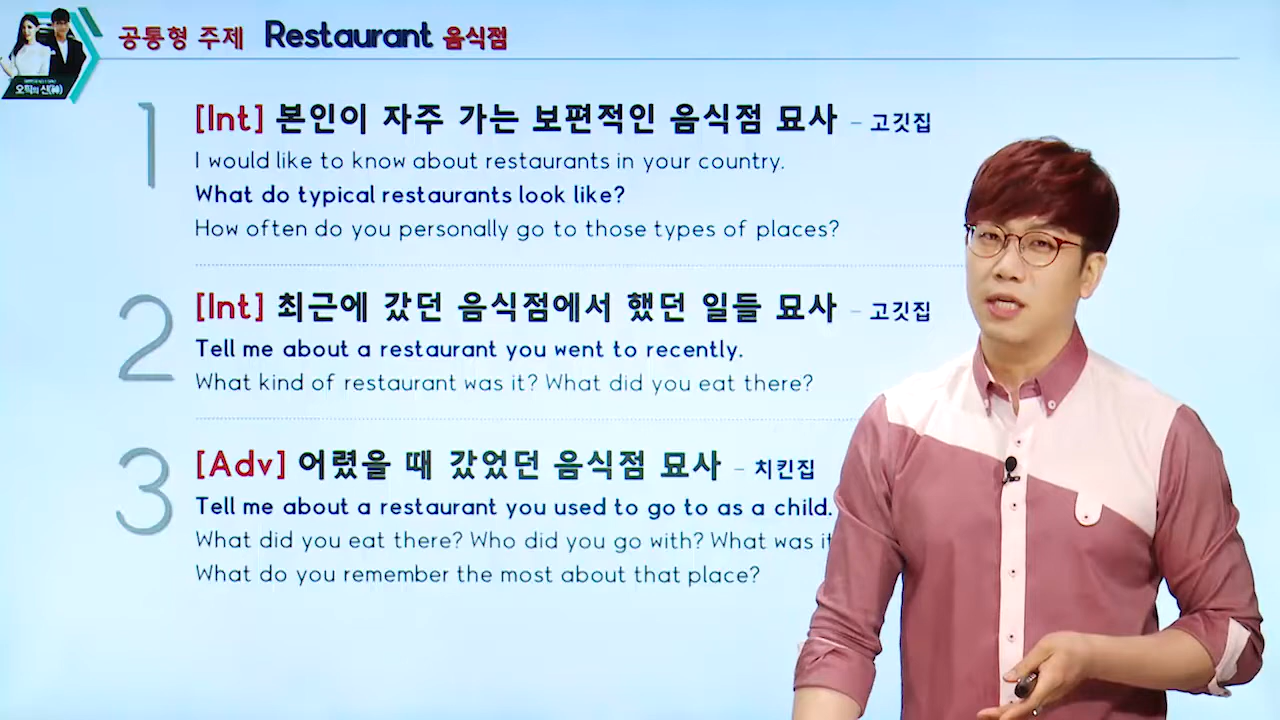 오픽의 신(神)
공통형 주제 Restaurant 음식점
1 [Int] 본인이 자주 가는 보편적인 음식점 묘사 – 고깃집
I would like to know about restaurants in your country.
What do typical restaurants look like?
How often do you personally go to those types of places?
2 [Int] 최근에 갔던 음식점에서 했던 일들 묘사 – 고깃집
Tell me about a restaurant you went to recently.
What kind of restaurant was it? What did you eat there?
3 [Adv] 어렸을 때 갔었던 음식점 묘사 – 치킨집
Tell me about a restaurant you used to go to as a child.
What did you eat there? Who did you go with? What was it
What do you remember the most about that place?